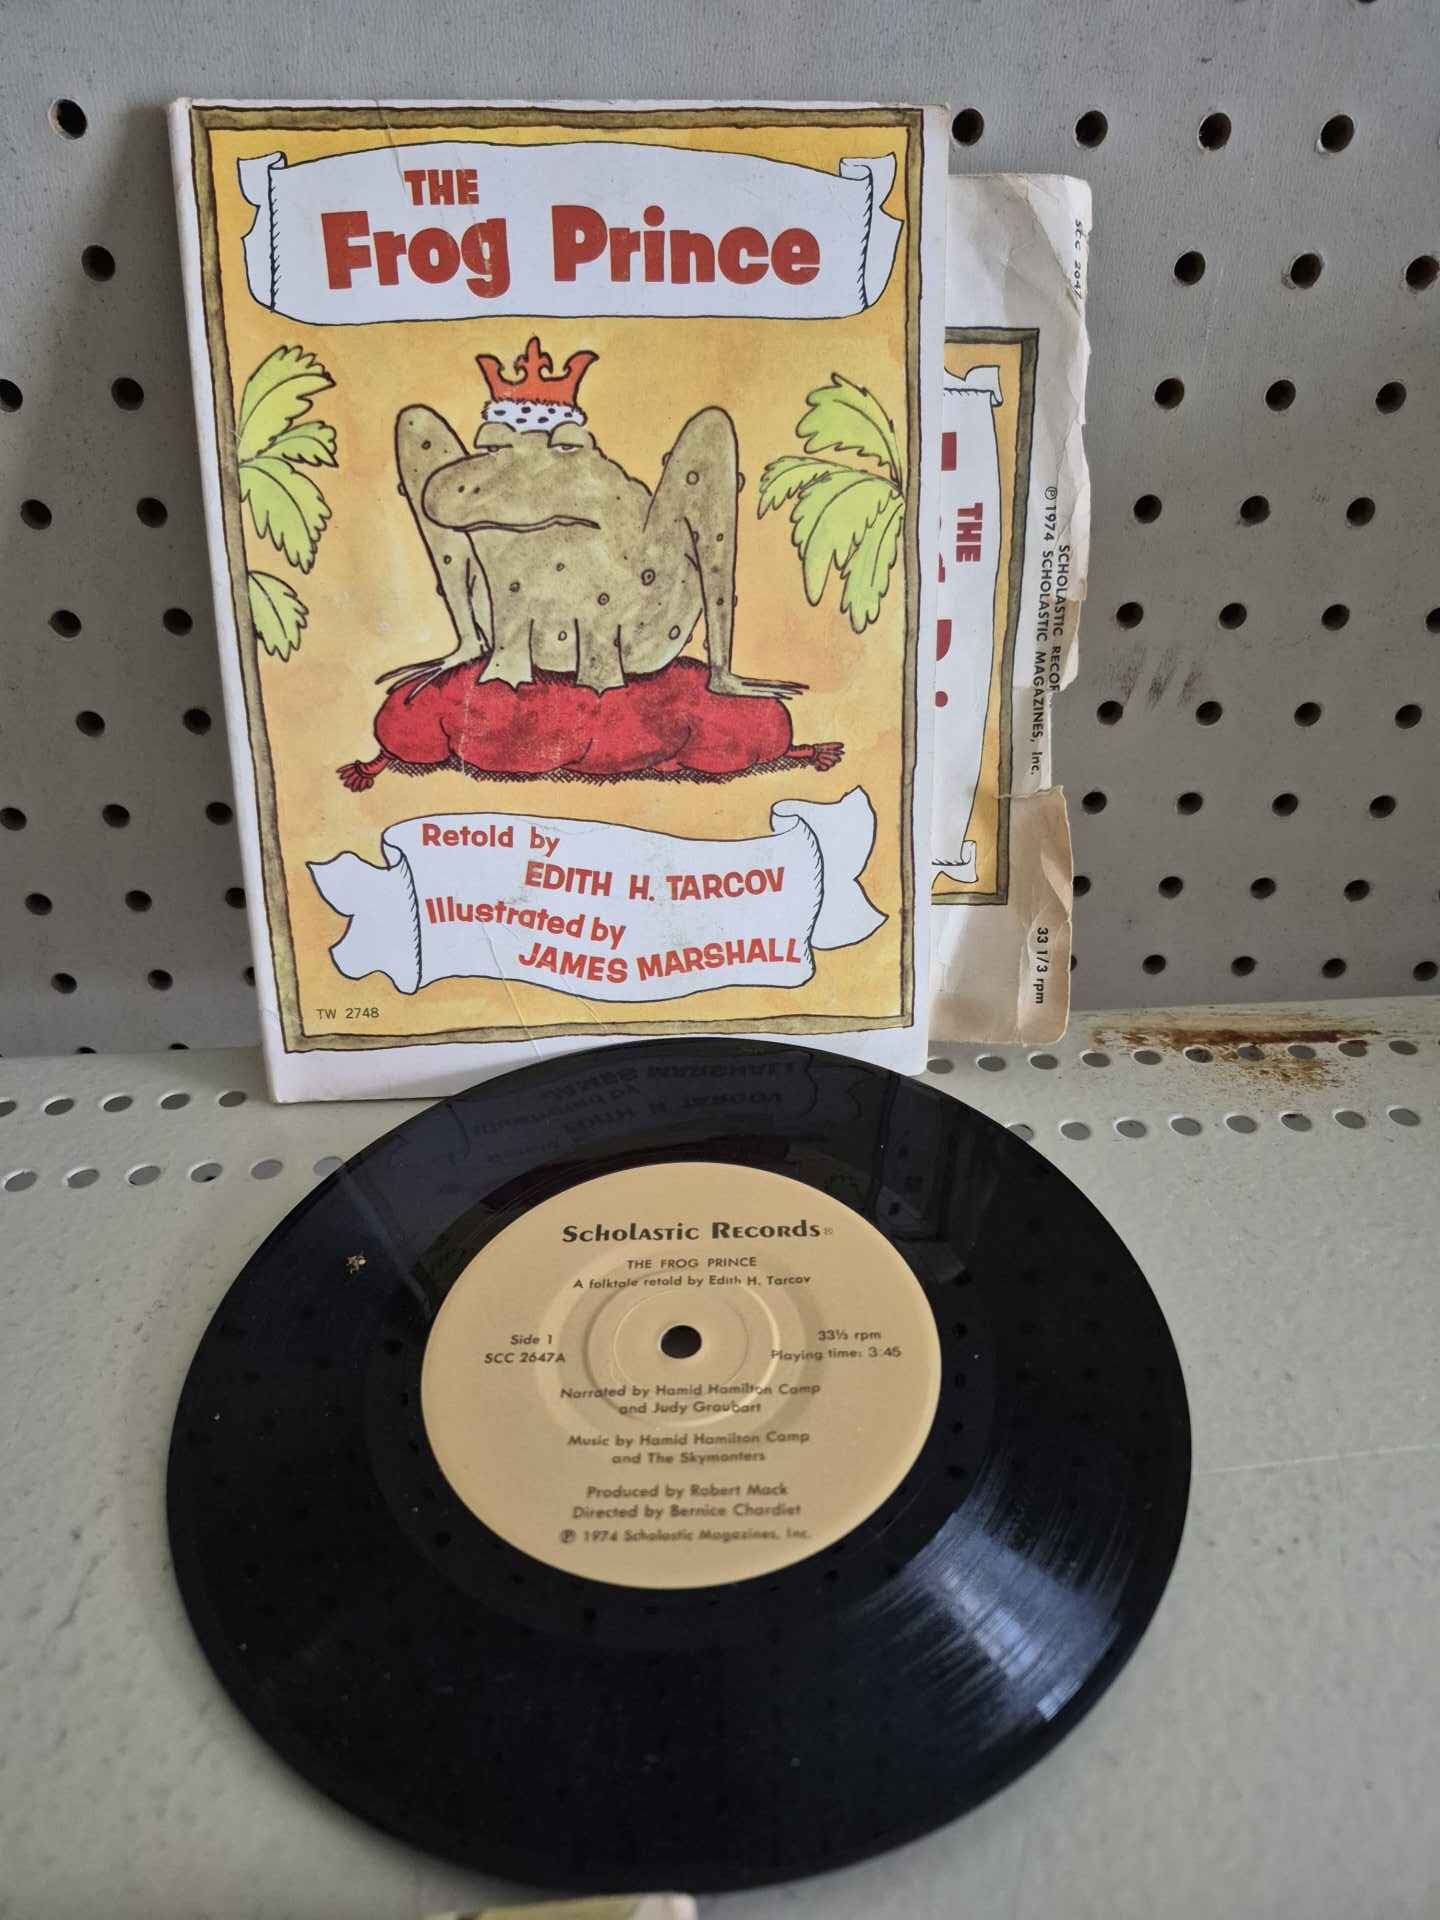 THE
Frog Prince
Retold by
EDITH H. TARCOV
Illustrated by
JAMES MARSHALL
TW 2748
THE
SCHOLASTIC RECOR
℗ 1974 SCHOLASTIC MAGAZINES, Inc.
33 1/3 rpm
SCHOLASTIC RECORDS®
THE FROG PRINCE
A folktale retold by Edith H. Tarcov
Side 1
SCC 2647A
33⅓ rpm
Playing time: 3:45
Narrated by Hamid Hamilton Camp
and Judy Graubart
Music by Hamid Hamilton Camp
and The Skymonters
Produced by Robert Mack
Directed by Bernice Chardiet
℗ 1974 Scholastic Magazines, Inc.